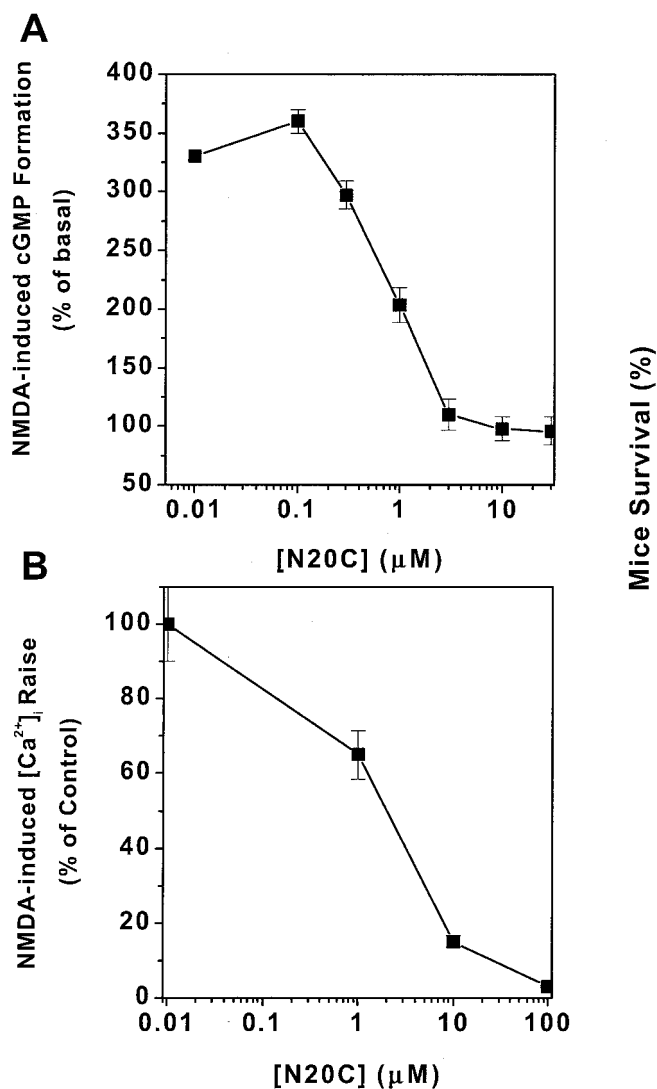 A
NMDA-induced cGMP Formation
(% of basal)
400
350
300
250
200
150
100
50
0.01 0.1 1 10
[N20C] (μM)
Mice Survival (%)
B
NMDA-induced [Ca²⁺]ᵢ Raise
(% of Control)
100
80
60
40
20
0
0.01 0.1 1 10 100
[N20C] (μM)